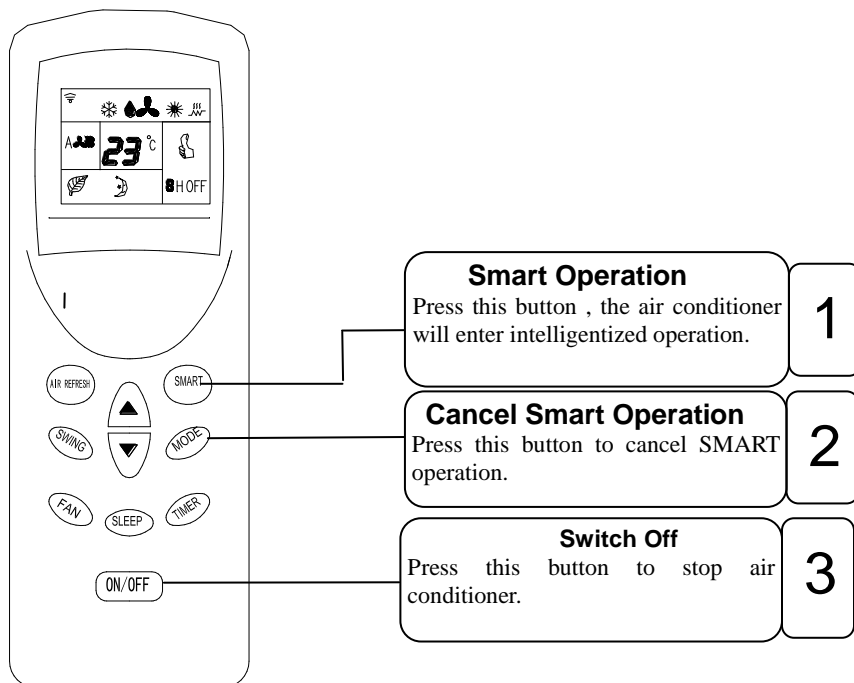 A 23 °C
8 H OFF
AIR REFRESH
SMART
SWING
MODE
FAN
SLEEP
TIMER
ON/OFF
Smart Operation
Press this button , the air conditioner
will enter intelligentized operation.
1
Cancel Smart Operation
Press this button to cancel SMART
operation.
2
Switch Off
Press this button to stop air
conditioner.
3